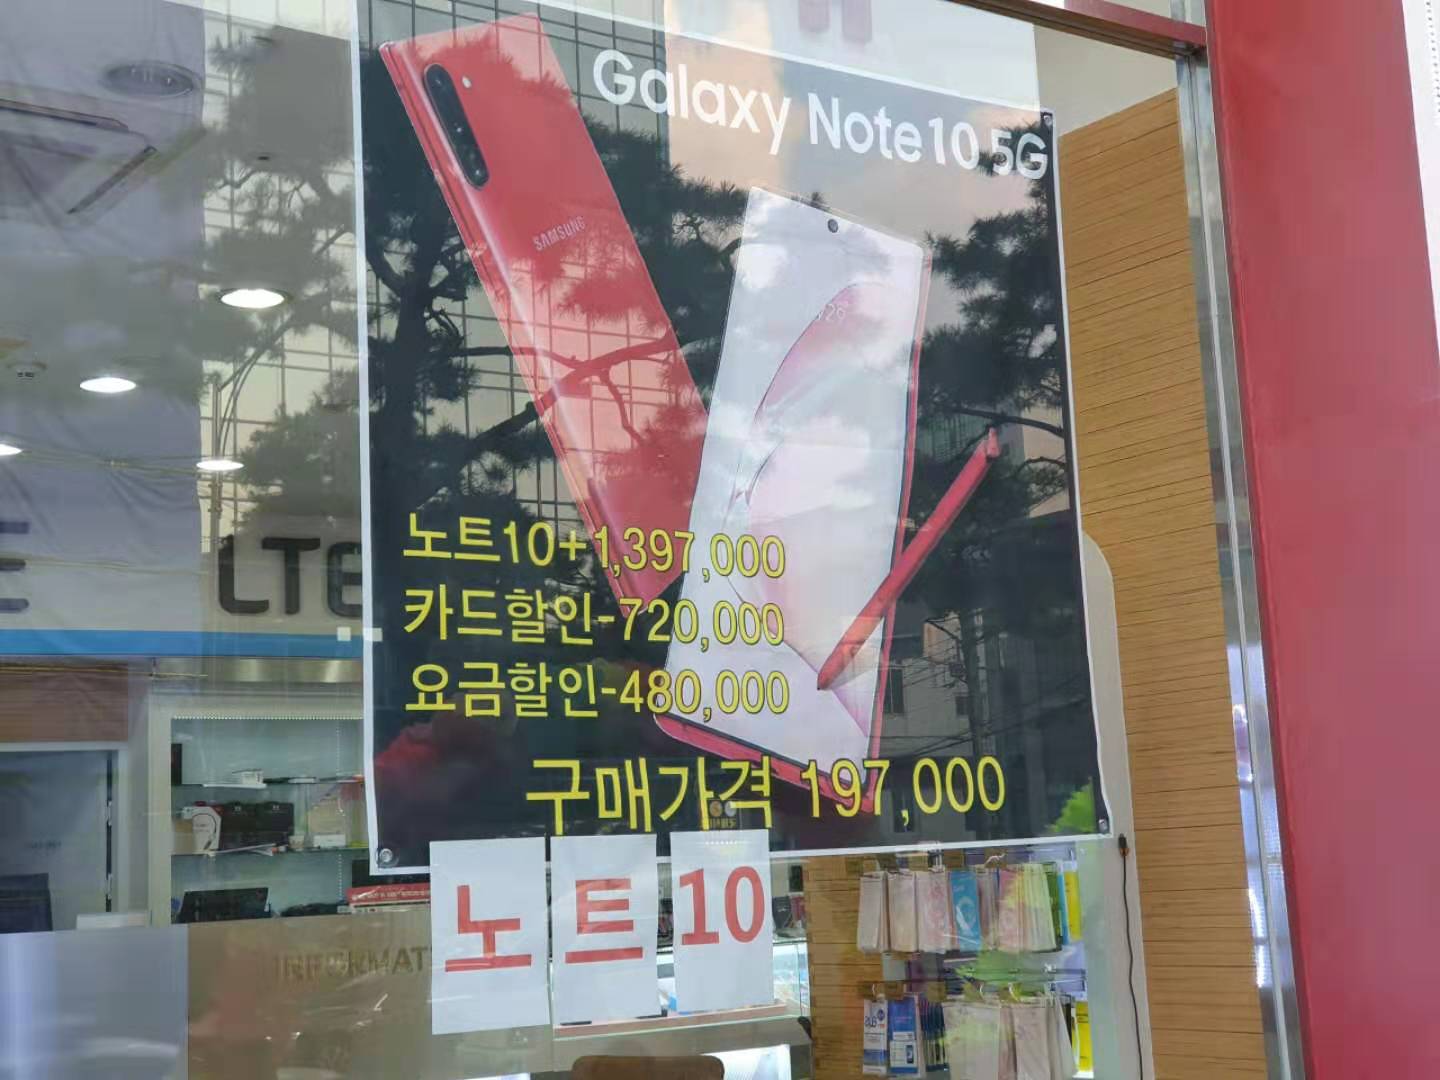 Galaxy Note10 5G
SAMSUNG
노트10+1,397,000
LTE
카드할인-720,000
요금할인-480,000
구매가격 197,000
노트10